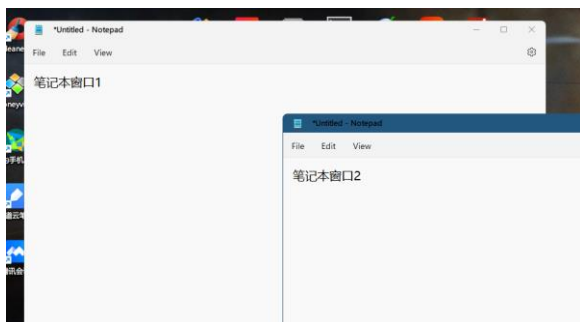 *Untitled - Notepad
File Edit View
笔记本窗口1
*Untitled - Notepad
File Edit View
笔记本窗口2